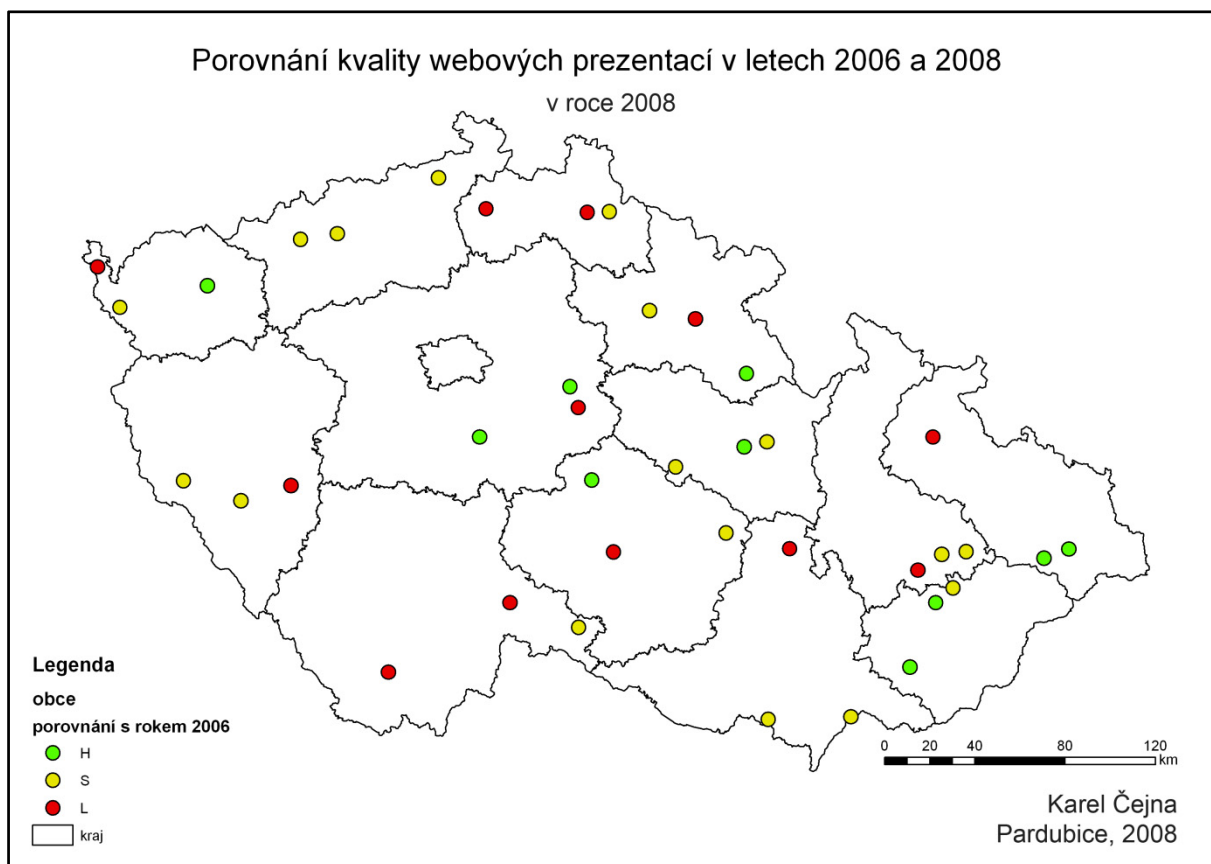 Porovnání kvality webových prezentací v letech 2006 a 2008
v roce 2008
Legenda
obce
porovnání s rokem 2006
H
S
L
kraj
0 20 40 80 120
km
Karel Čejna
Pardubice, 2008